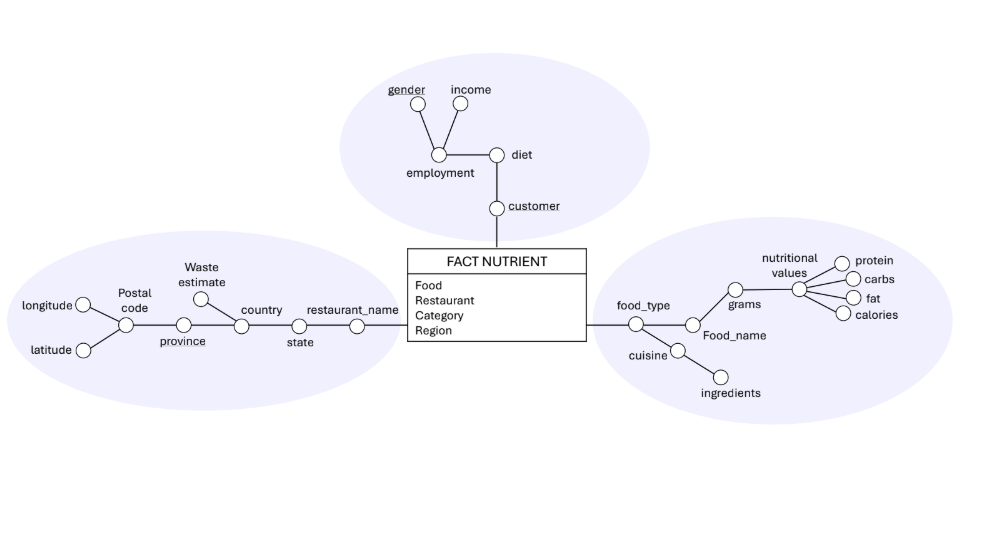 gender
income
diet
employment
customer
FACT NUTRIENT
Food
Restaurant
Category
Region
Waste
estimate
longitude
Postal
code
country
restaurant_name
latitude
province
state
nutritional
values
protein
carbs
fat
calories
food_type
grams
Food_name
cuisine
ingredients